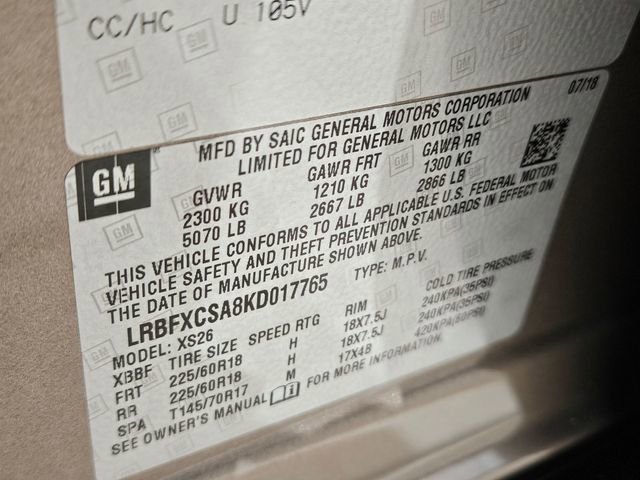 CC/HC U 105V
07/18
GM
MFD BY SAIC GENERAL MOTORS CORPORATION
LIMITED FOR GENERAL MOTORS LLC
GVWR GAWR FRT GAWR RR
2300 KG 1210 KG 1300 KG
5070 LB 2667 LB 2866 LB
THIS VEHICLE CONFORMS TO ALL APPLICABLE U.S. FEDERAL MOTOR
VEHICLE SAFETY AND THEFT PREVENTION STANDARDS IN EFFECT ON
THE DATE OF MANUFACTURE SHOWN ABOVE.
LRBFXCSA8KD017765 TYPE: M.P.V.
MODEL: XS26
XBBF TIRE SIZE SPEED RTG RIM COLD TIRE PRESSURE
FRT 225/60R18 H 18X7.5J 240KPA(35PSI)
RR 225/60R18 H 18X7.5J 240KPA(35PSI)
SPA T145/70R17 M 17X4B 420KPA(60PSI)
SEE OWNER'S MANUAL FOR MORE INFORMATION.